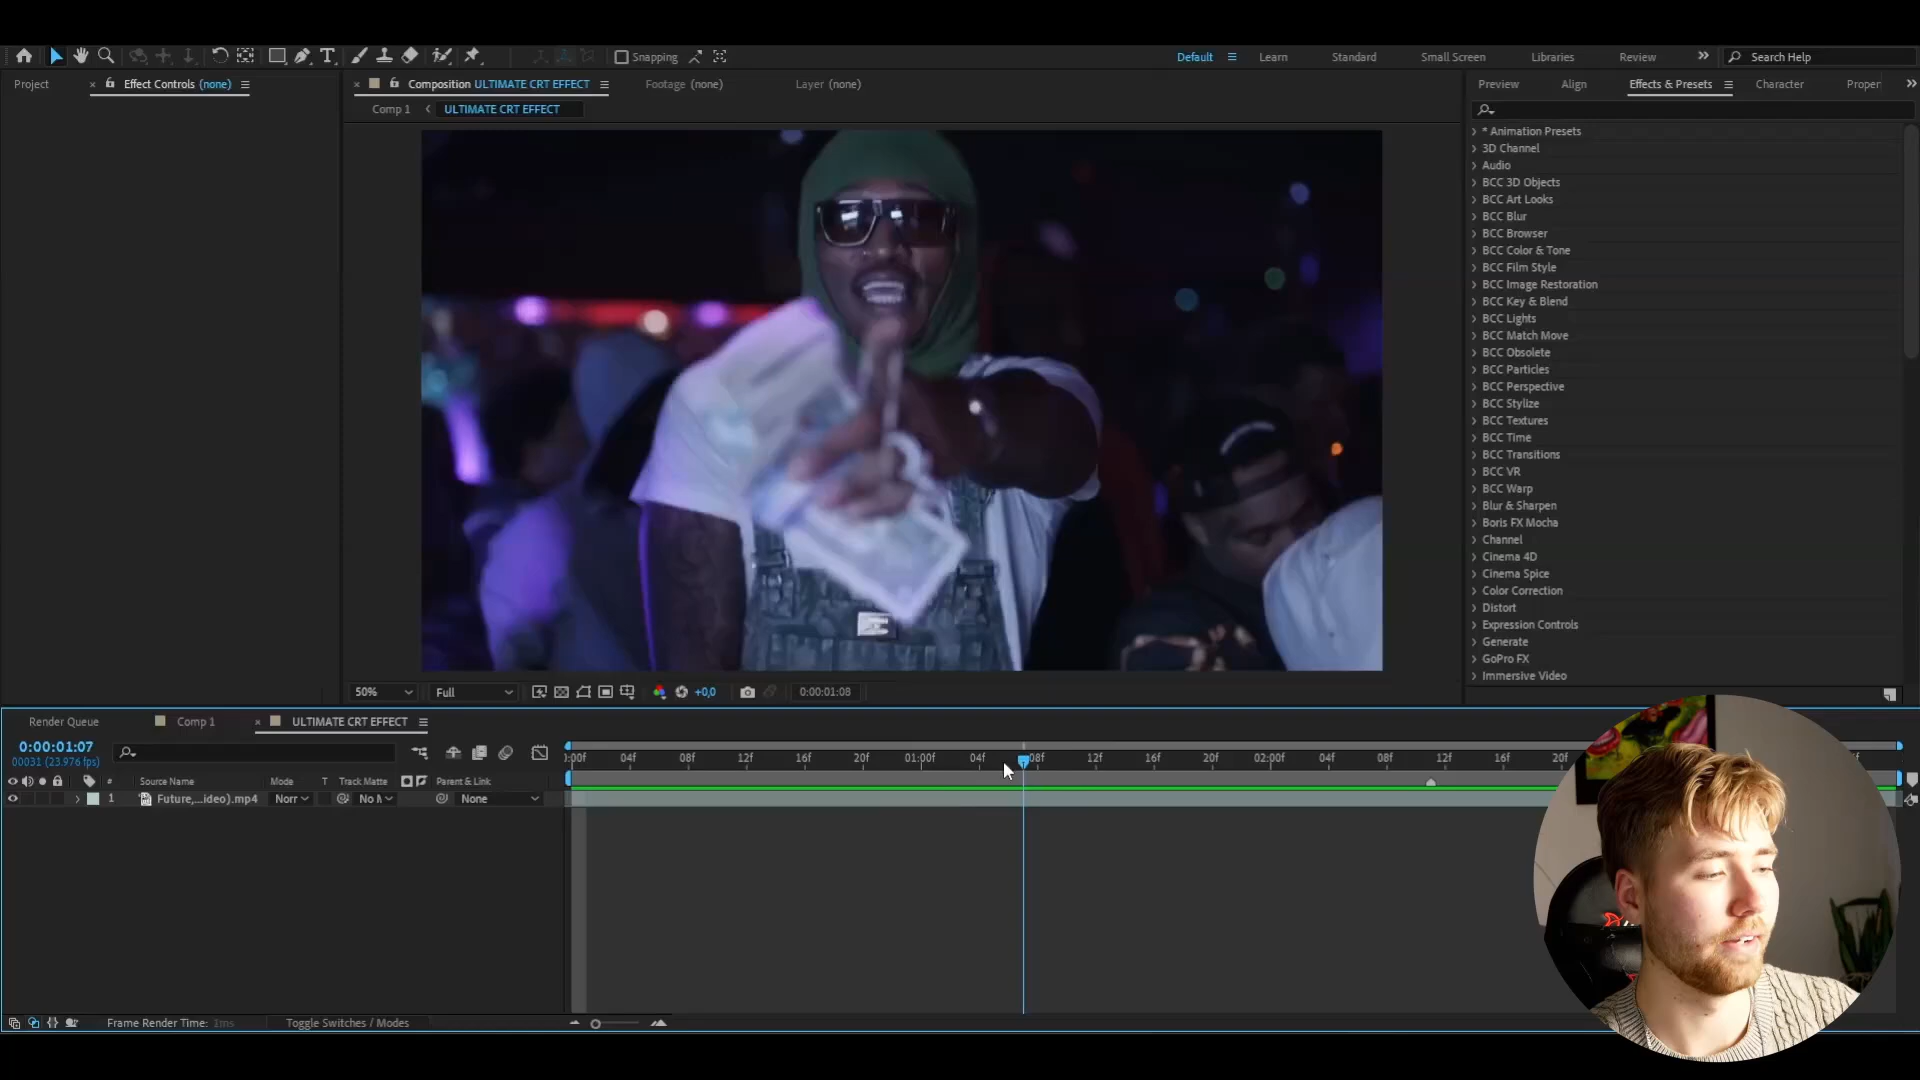 Snapping
Default
Learn
Standard
Small Screen
Libraries
Review
Search Help
Project
Effect Controls (none)
Composition ULTIMATE CRT EFFECT
Footage (none)
Layer (none)
Preview
Align
Effects & Presets
Character
Proper
Comp 1
ULTIMATE CRT EFFECT
* Animation Presets
3D Channel
Audio
BCC 3D Objects
BCC Art Looks
BCC Blur
BCC Browser
BCC Color & Tone
BCC Film Style
BCC Image Restoration
BCC Key & Blend
BCC Lights
BCC Match Move
BCC Obsolete
BCC Particles
BCC Perspective
BCC Stylize
BCC Textures
BCC Time
BCC Transitions
BCC VR
BCC Warp
Blur & Sharpen
Boris FX Mocha
Channel
Cinema 4D
Cinema Spice
Color Correction
Distort
Expression Controls
Generate
GoPro FX
Immersive Video
50%
Full
+0,0
0:00:01:08
Render Queue
Comp 1
ULTIMATE CRT EFFECT
0:00:01:07
00031 (23.976 fps)
:00f 04f 08f 12f 16f 20f 01:00f 04f 08f 12f 16f 20f 02:00f 04f 08f 12f 16f 20f
# Source Name Mode T Track Matte Parent & Link
1 Future,...ideo).mp4 Norr No M None
Frame Render Time: 1ms
Toggle Switches / Modes